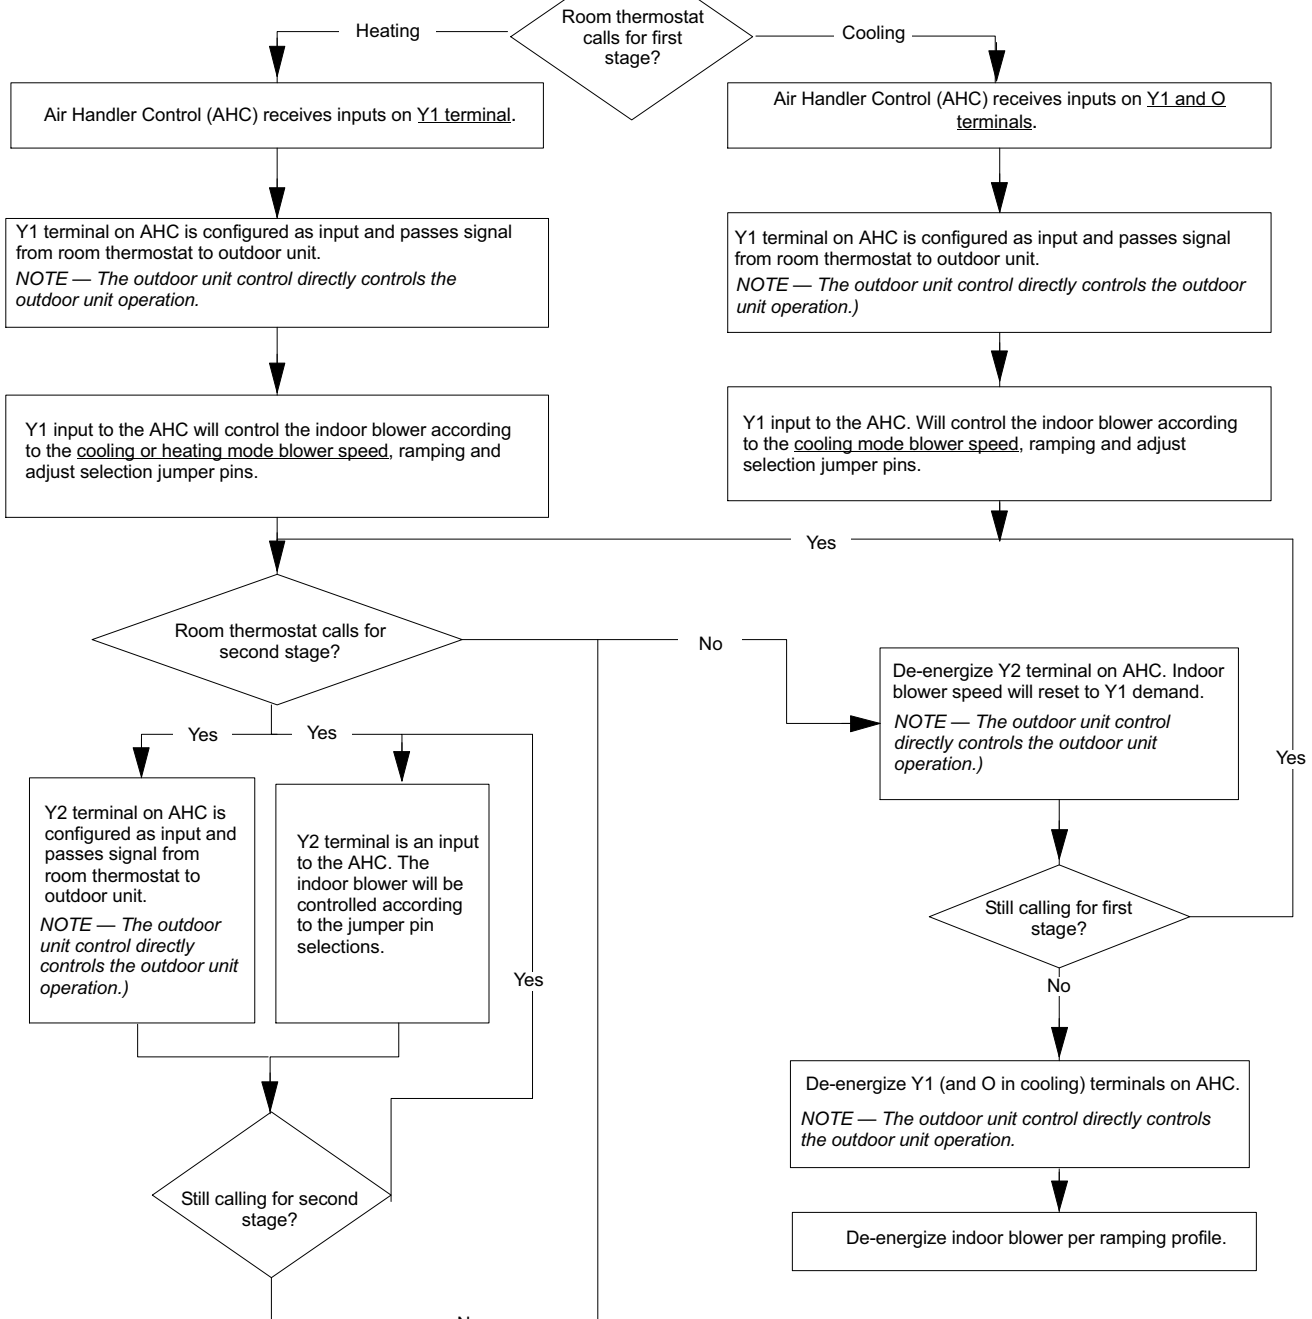 Room thermostat
calls for first
stage?
Heating
Cooling
Air Handler Control (AHC) receives inputs on Y1 terminal.
Air Handler Control (AHC) receives inputs on Y1 and O
terminals.
Y1 terminal on AHC is configured as input and passes signal
from room thermostat to outdoor unit.
NOTE — The outdoor unit control directly controls the
outdoor unit operation.
Y1 terminal on AHC is configured as input and passes signal
from room thermostat to outdoor unit.
NOTE — The outdoor unit control directly controls the outdoor
unit operation.)
Y1 input to the AHC will control the indoor blower according
to the cooling or heating mode blower speed, ramping and
adjust selection jumper pins.
Y1 input to the AHC. Will control the indoor blower according
to the cooling mode blower speed, ramping and adjust
selection jumper pins.
Yes
Room thermostat calls for
second stage?
No
De-energize Y2 terminal on AHC. Indoor
blower speed will reset to Y1 demand.
NOTE — The outdoor unit control
directly controls the outdoor unit
operation.)
Yes
Yes
Yes
Y2 terminal on AHC is
configured as input and
passes signal from
room thermostat to
outdoor unit.
NOTE — The outdoor
unit control directly
controls the outdoor unit
operation.)
Y2 terminal is an input
to the AHC. The
indoor blower will be
controlled according
to the jumper pin
selections.
Yes
Still calling for first
stage?
No
De-energize Y1 (and O in cooling) terminals on AHC.
NOTE — The outdoor unit control directly controls
the outdoor unit operation.
Still calling for second
stage?
De-energize indoor blower per ramping profile.